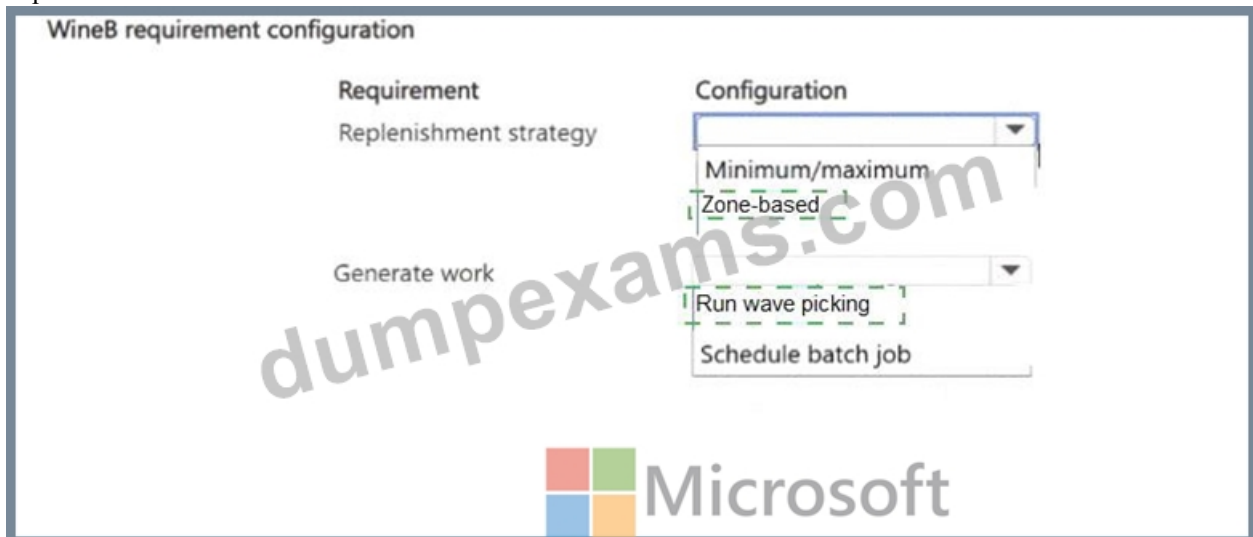 WineB requirement configuration
Requirement Configuration
Replenishment strategy
Minimum/maximum
Zone-based
Generate work
Run wave picking
Schedule batch job
dumpexams.com
Microsoft